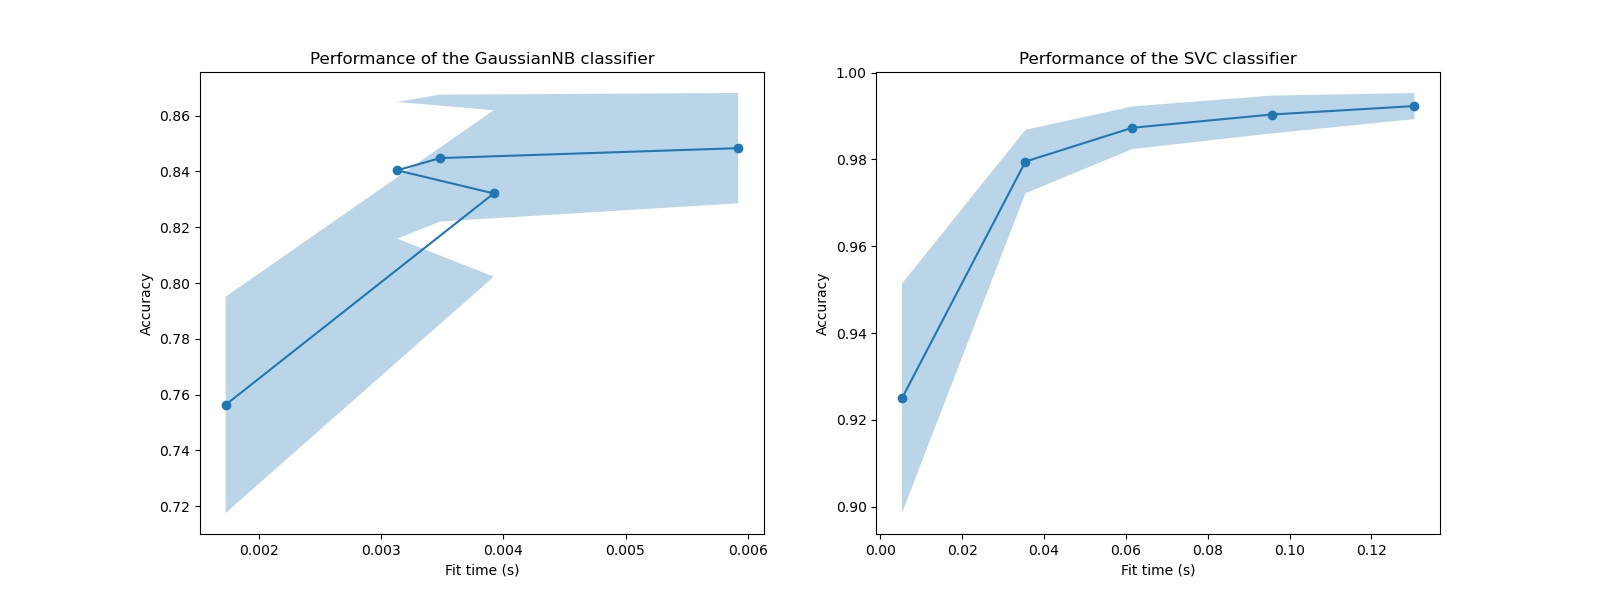 Performance of the GaussianNB classifier
0.86
0.84
0.82
0.80
0.78
0.76
0.74
0.72
Accuracy
0.002 0.003 0.004 0.005 0.006
Fit time (s)
Performance of the SVC classifier
1.00
0.98
0.96
0.94
0.92
0.90
Accuracy
0.00 0.02 0.04 0.06 0.08 0.10 0.12
Fit time (s)